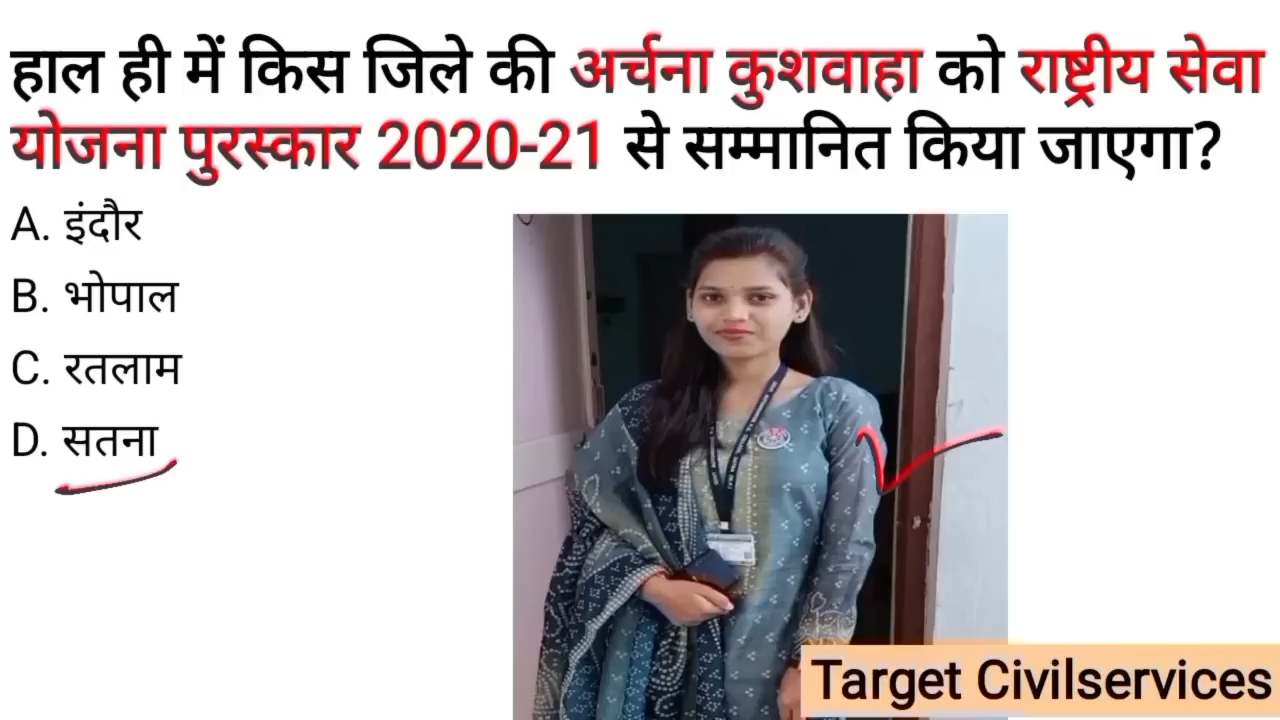 हाल ही में किस जिले की अर्चना कुशवाहा को राष्ट्रीय सेवा
योजना पुरस्कार 2020-21 से सम्मानित किया जाएगा?
A. इंदौर
B. भोपाल
C. रतलाम
D. सतना
Target Civilservices